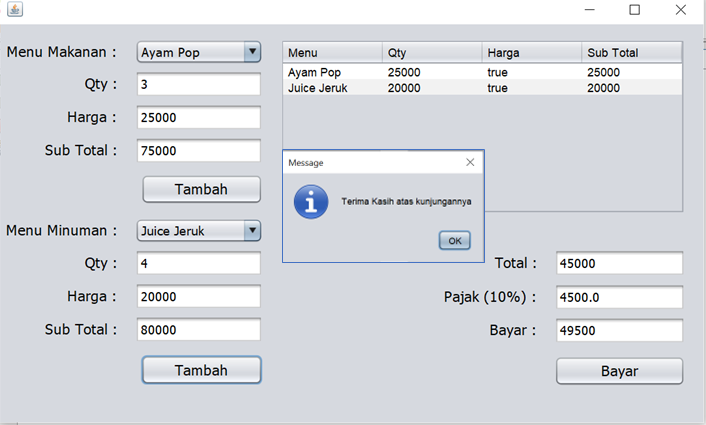 Menu Makanan : Ayam Pop
Qty : 3
Harga : 25000
Sub Total : 75000
Tambah
Menu Minuman : Juice Jeruk
Qty : 4
Harga : 20000
Sub Total : 80000
Tambah
Menu Qty Harga Sub Total
Ayam Pop 25000 true 25000
Juice Jeruk 20000 true 20000
Message
Terima Kasih atas kunjungannya
OK
Total : 45000
Pajak (10%) : 4500.0
Bayar : 49500
Bayar